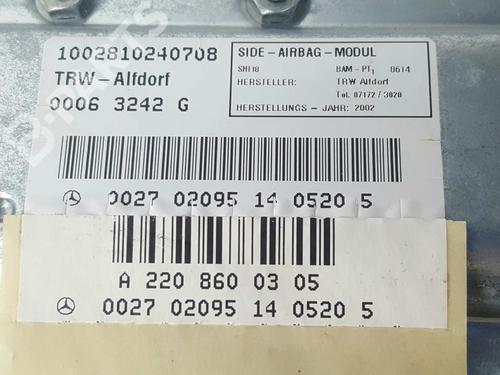 1002810240708
TRW-Alfdorf
0006 3242 G
SIDE-AIRBAG-MODUL
SHI18 BAM-PT1 0614
HERSTELLER: TRW Alfdorf
Tel. 07172/3020
HERSTELLUNGS-JAHR: 2002
0027 02095 14 0520 5
A 220 860 03 05
0027 02095 14 0520 5
B-PARTS